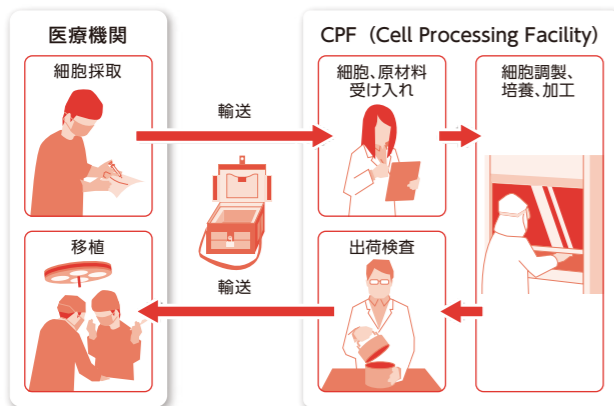 医療機関
細胞採取
輸送
CPF（Cell Processing Facility）
細胞、原材料
受け入れ
細胞調製、
培養、加工
出荷検査
輸送
移植